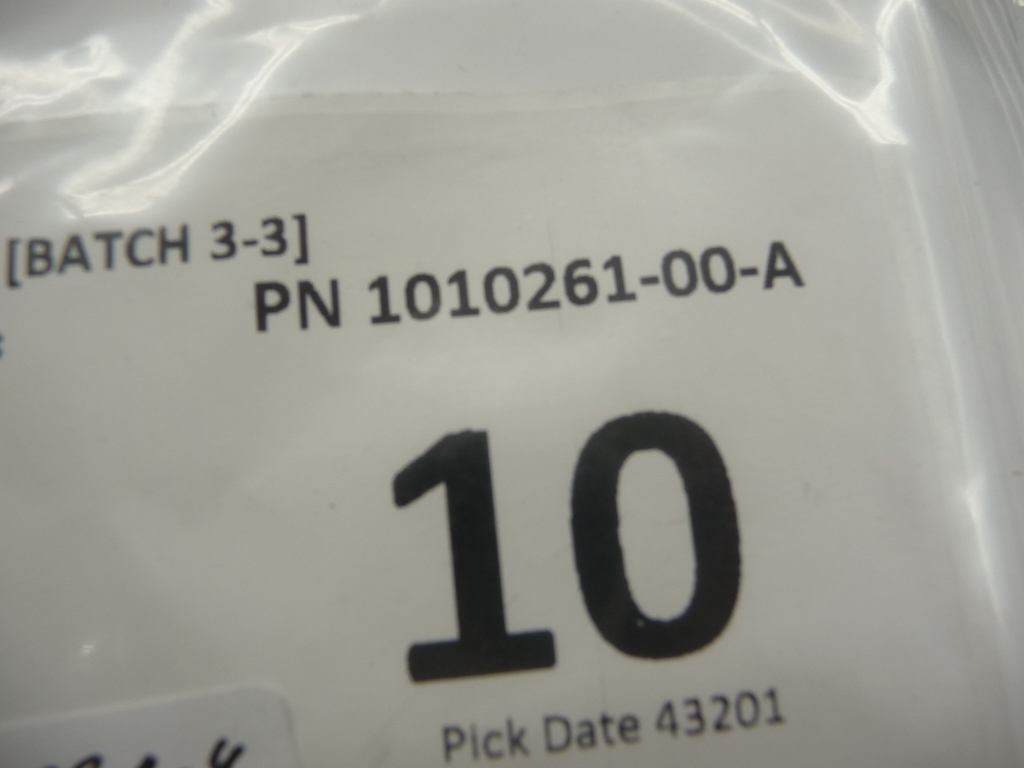 [BATCH 3-3]
PN 1010261-00-A
10
Pick Date 43201